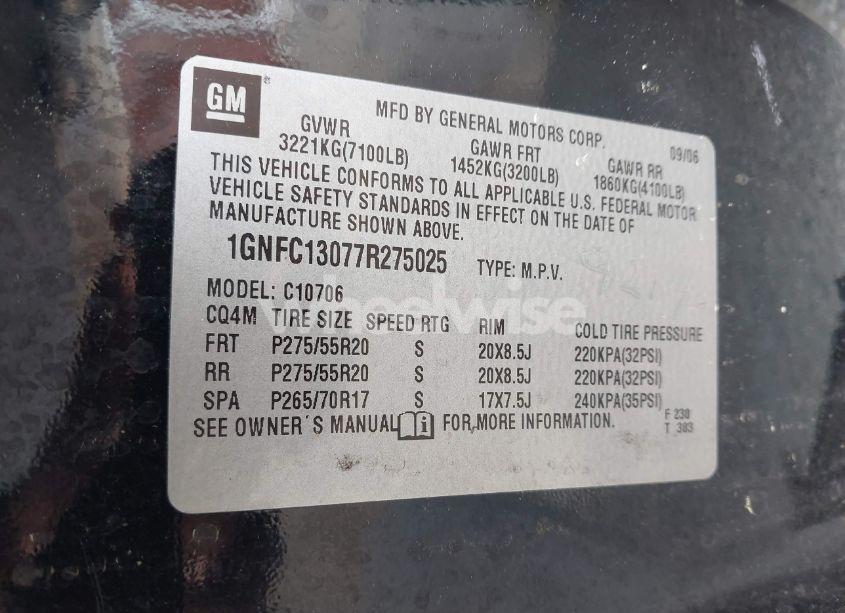 GM
MFD BY GENERAL MOTORS CORP. 09/06
GVWR GAWR FRT GAWR RR
3221KG(7100LB) 1452KG(3200LB) 1860KG(4100LB)
THIS VEHICLE CONFORMS TO ALL APPLICABLE U.S. FEDERAL MOTOR
VEHICLE SAFETY STANDARDS IN EFFECT ON THE DATE OF
MANUFACTURE SHOWN ABOVE.
1GNFC13077R275025 TYPE: M.P.V.
MODEL: C10706
wheelwise
CQ4M TIRE SIZE SPEED RTG RIM COLD TIRE PRESSURE
FRT P275/55R20 S 20X8.5J 220KPA(32PSI)
RR P275/55R20 S 20X8.5J 220KPA(32PSI)
SPA P265/70R17 S 17X7.5J 240KPA(35PSI)
SEE OWNER'S MANUAL i FOR MORE INFORMATION.
F 230
T 303